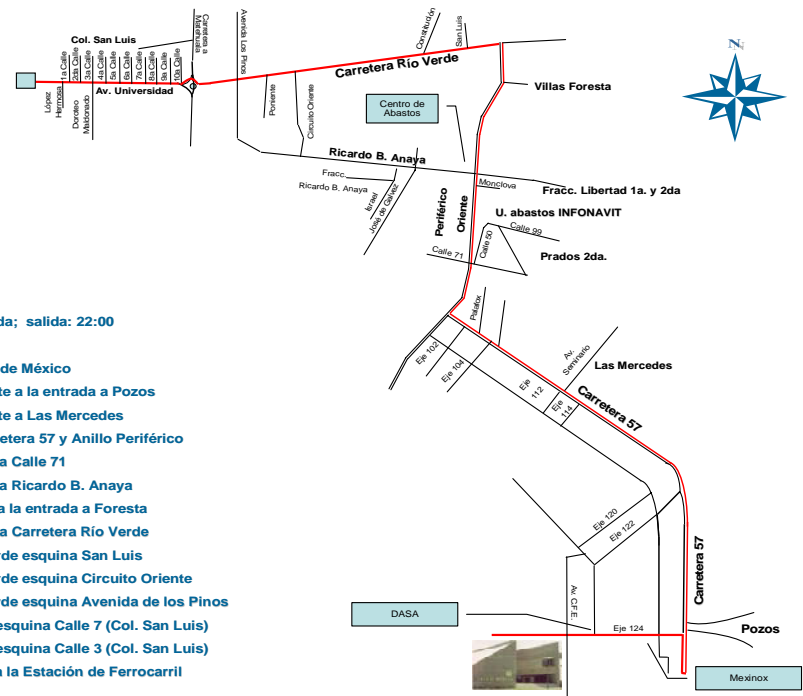 N
Col. San Luis
Carretera a
Matehuala
Avenida Los Pinos
Constitución
San Luis
1a Calle
2da Calle
3a Calle
4a Calle
5a Calle
6a Calle
7a Calle
8a Calle
9a Calle
10a Calle
Carretera Río Verde
Av. Universidad
López
Hermosa
Doroteo
Maldonado
Poniente
Circuito Oriente
Centro de
Abastos
Villas Foresta
Ricardo B. Anaya
Fracc.
Ricardo B. Anaya
Israel
José de Galvez
Monclova
Fracc. Libertad 1a. y 2da
Periférico
Oriente
U. abastos INFONAVIT
Calle 99
Calle 50
Calle 71
Prados 2da.
da; salida: 22:00
Palafox
Eje 102
Eje 104
Eje
112
Eje
114
Av.
Seminario
Las Mercedes
Carretera 57
de México
te a la entrada a Pozos
te a Las Mercedes
etera 57 y Anillo Periférico
a Calle 71
a Ricardo B. Anaya
a la entrada a Foresta
a Carretera Río Verde
rde esquina San Luis
rde esquina Circuito Oriente
rde esquina Avenida de los Pinos
esquina Calle 7 (Col. San Luis)
esquina Calle 3 (Col. San Luis)
a la Estación de Ferrocarril
Eje 120
Eje 122
Carretera 57
Av. C.F.E.
DASA
Eje 124
Pozos
Mexinox